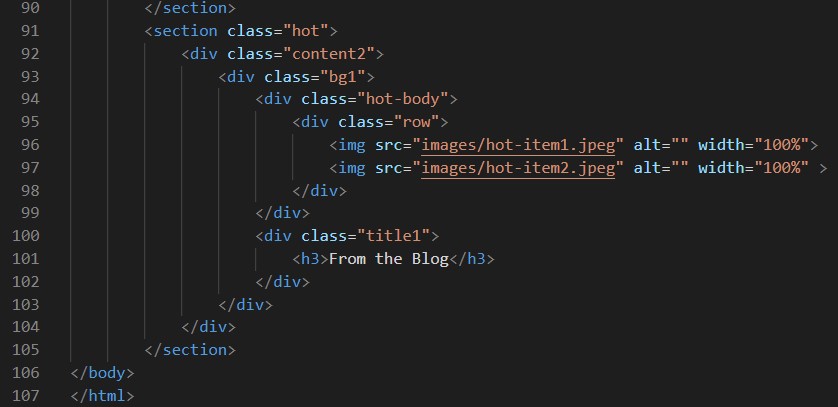 90 </section>
91 <section class="hot">
92 <div class="content2">
93 <div class="bg1">
94 <div class="hot-body">
95 <div class="row">
96 <img src="images/hot-item1.jpeg" alt="" width="100%">
97 <img src="images/hot-item2.jpeg" alt="" width="100%" >
98 </div>
99 </div>
100 <div class="title1">
101 <h3>From the Blog</h3>
102 </div>
103 </div>
104 </div>
105 </section>
106 </body>
107 </html>